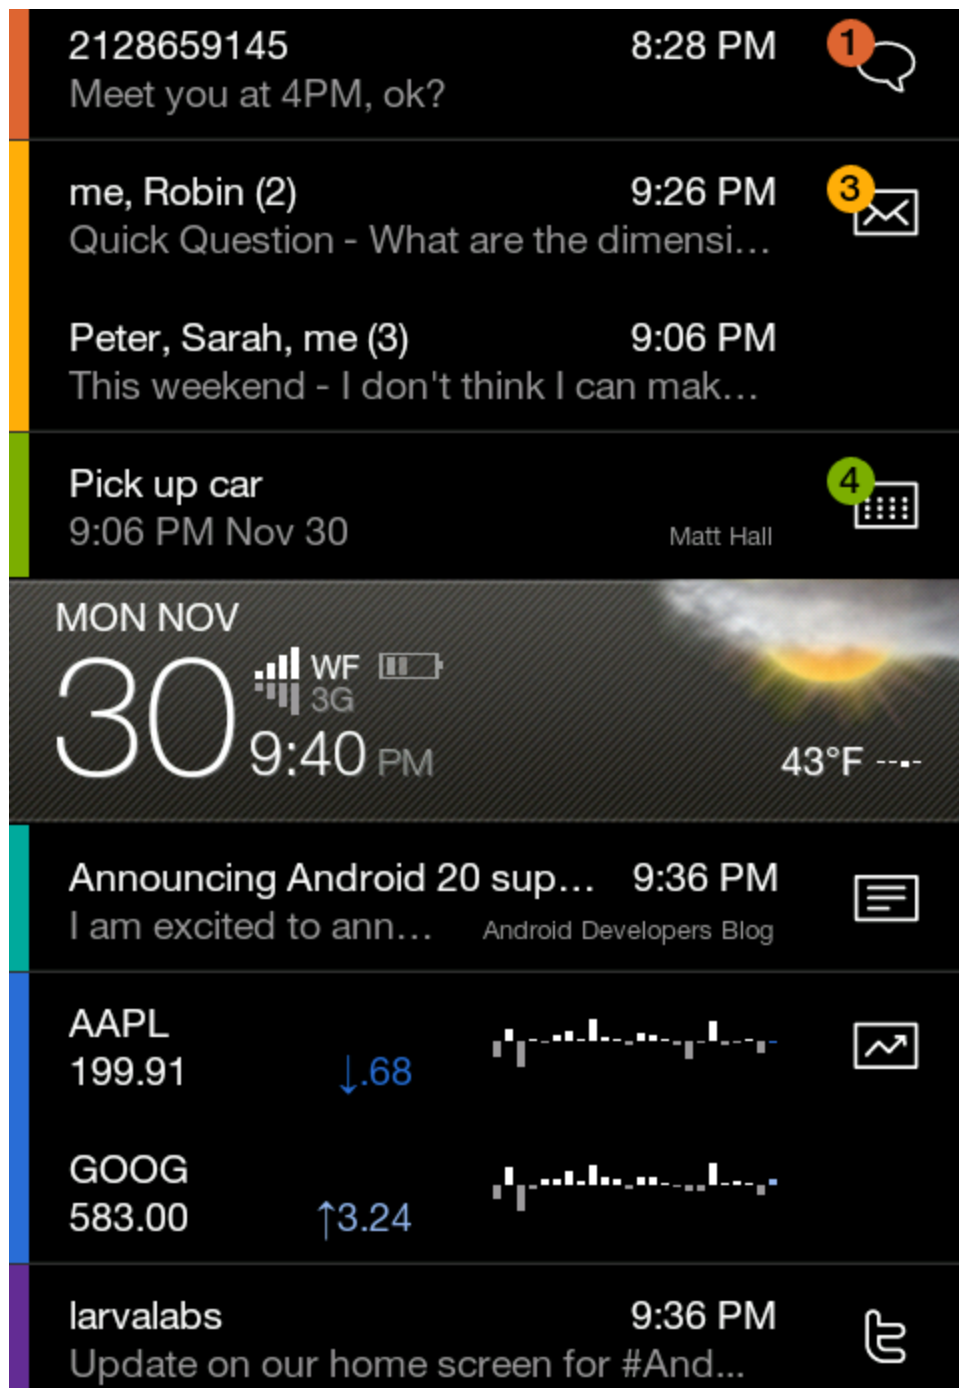 2128659145 8:28 PM 1
Meet you at 4PM, ok?
me, Robin (2) 9:26 PM 3
Quick Question - What are the dimensi...
Peter, Sarah, me (3) 9:06 PM
This weekend - I don't think I can mak...
Pick up car 4
9:06 PM Nov 30 Matt Hall
MON NOV
30 WF
3G
9:40 PM 43°F
Announcing Android 20 sup... 9:36 PM
I am excited to ann... Android Developers Blog
AAPL
199.91 ↓.68
GOOG
583.00 ↑3.24
larvalabs 9:36 PM
Update on our home screen for #And...